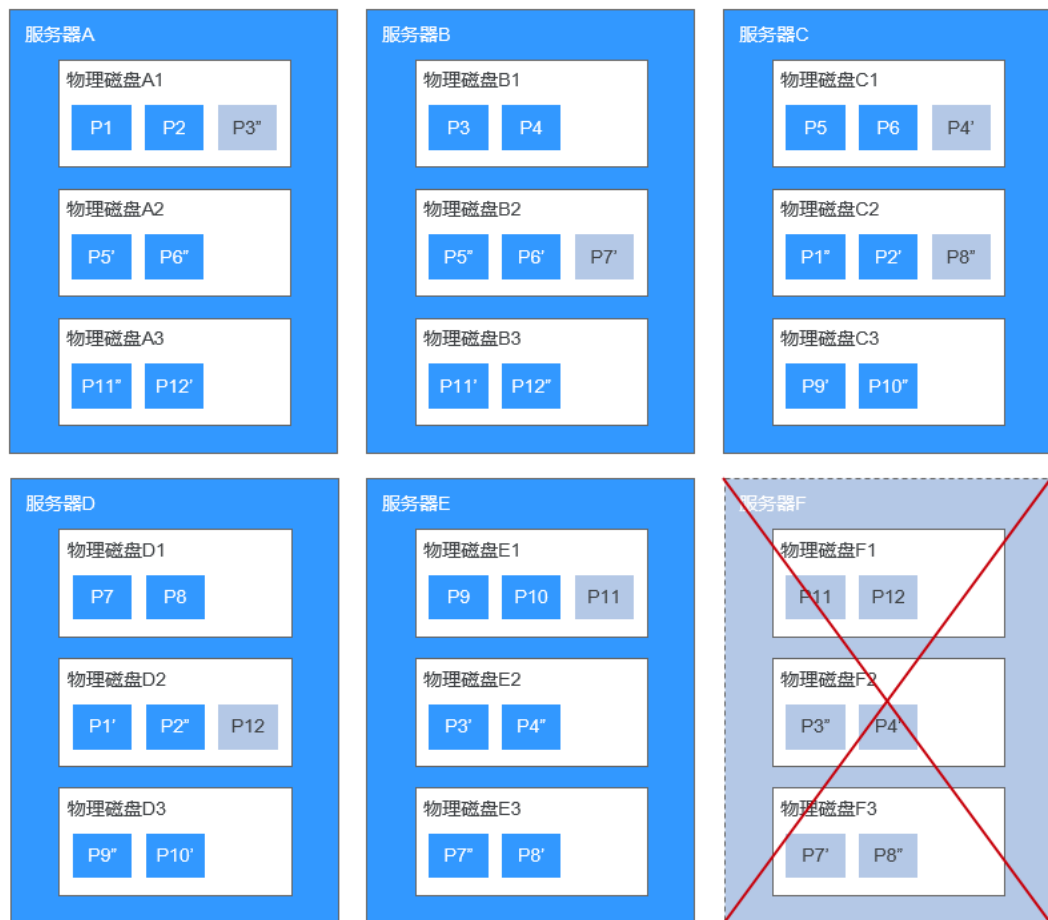 服务器A
物理磁盘A1
P1 P2 P3”
物理磁盘A2
P5’ P6”
物理磁盘A3
P11” P12’
服务器B
物理磁盘B1
P3 P4
物理磁盘B2
P5” P6’ P7’
物理磁盘B3
P11’ P12”
服务器C
物理磁盘C1
P5 P6 P4’
物理磁盘C2
P1” P2’ P8”
物理磁盘C3
P9’ P10”
服务器D
物理磁盘D1
P7 P8
物理磁盘D2
P1’ P2” P12
物理磁盘D3
P9” P10’
服务器E
物理磁盘E1
P9 P10 P11
物理磁盘E2
P3’ P4”
物理磁盘E3
P7” P8’
服务器F
物理磁盘F1
P11 P12
物理磁盘F2
P3” P4’
物理磁盘F3
P7’ P8”